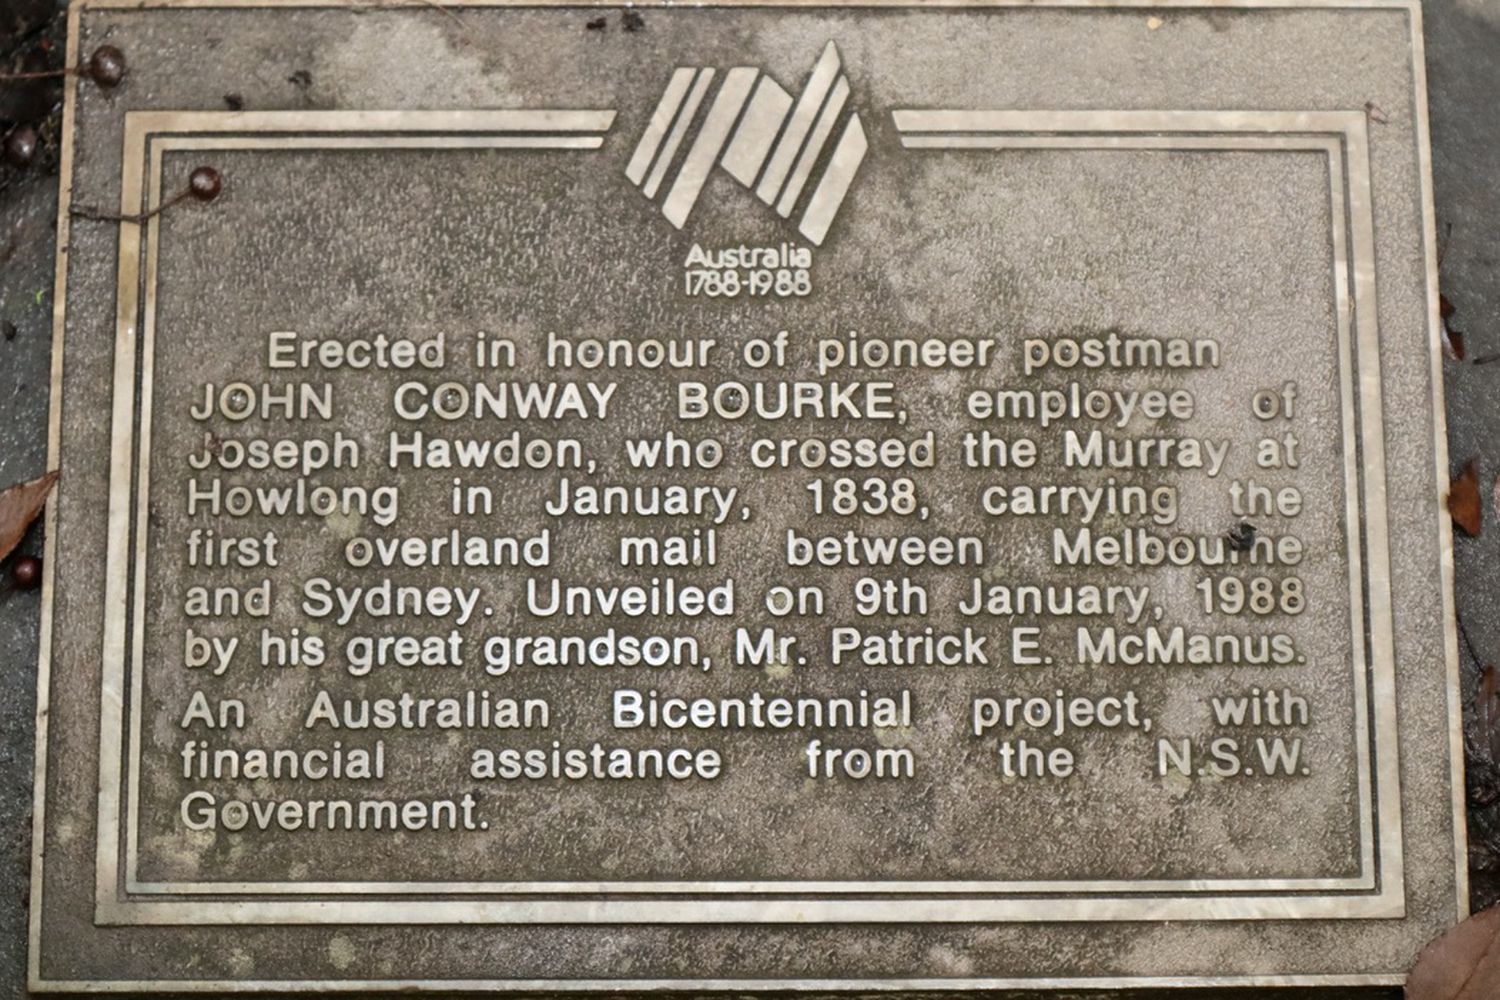 Australia
1788-1988
Erected in honour of pioneer postman
JOHN CONWAY BOURKE, employee of
Joseph Hawdon, who crossed the Murray at
Howlong in January, 1838, carrying the
first overland mail between Melbourne
and Sydney. Unveiled on 9th January, 1988
by his great grandson, Mr. Patrick E. McManus.
An Australian Bicentennial project, with
financial assistance from the N.S.W.
Government.